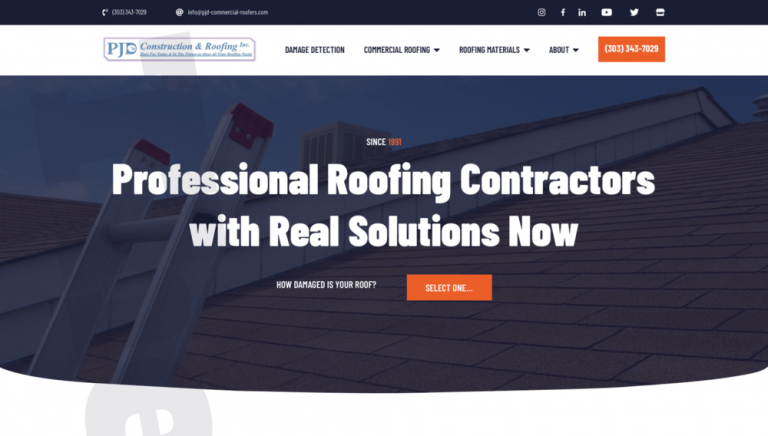 (303) 343-7029
info@pjd-commercial-roofers.com
PJD Construction & Roofing Inc.
DAMAGE DETECTION
COMMERCIAL ROOFING
ROOFING MATERIALS
ABOUT
(303) 343-7029
SINCE 1991
Professional Roofing Contractors
with Real Solutions Now
HOW DAMAGED IS YOUR ROOF?
SELECT ONE...
e